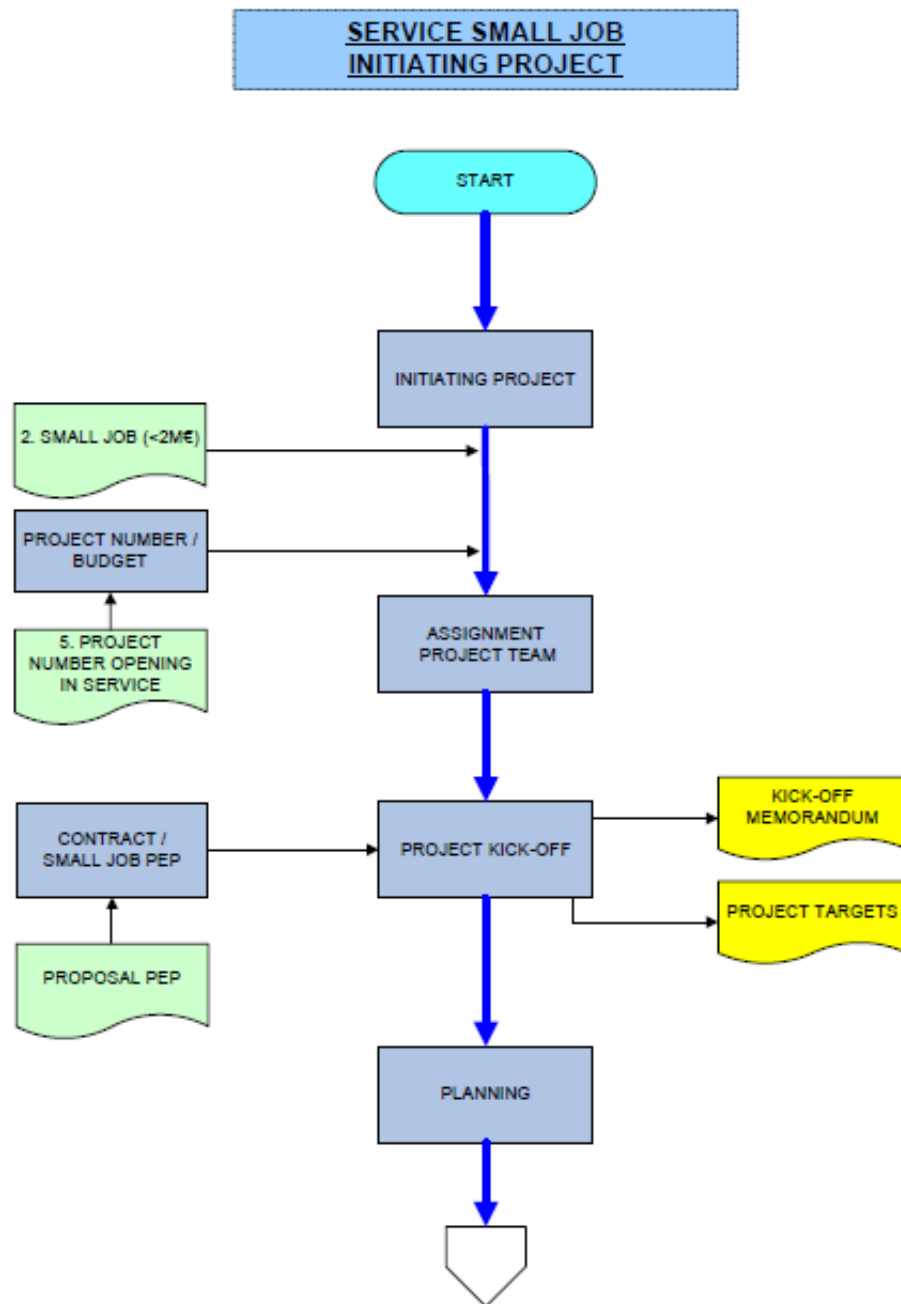 SERVICE SMALL JOB
INITIATING PROJECT
START
INITIATING PROJECT
2. SMALL JOB (<2M€)
PROJECT NUMBER /
BUDGET
5. PROJECT
NUMBER OPENING
IN SERVICE
ASSIGNMENT
PROJECT TEAM
CONTRACT /
SMALL JOB PEP
PROJECT KICK-OFF
KICK-OFF
MEMORANDUM
PROJECT TARGETS
PROPOSAL PEP
PLANNING